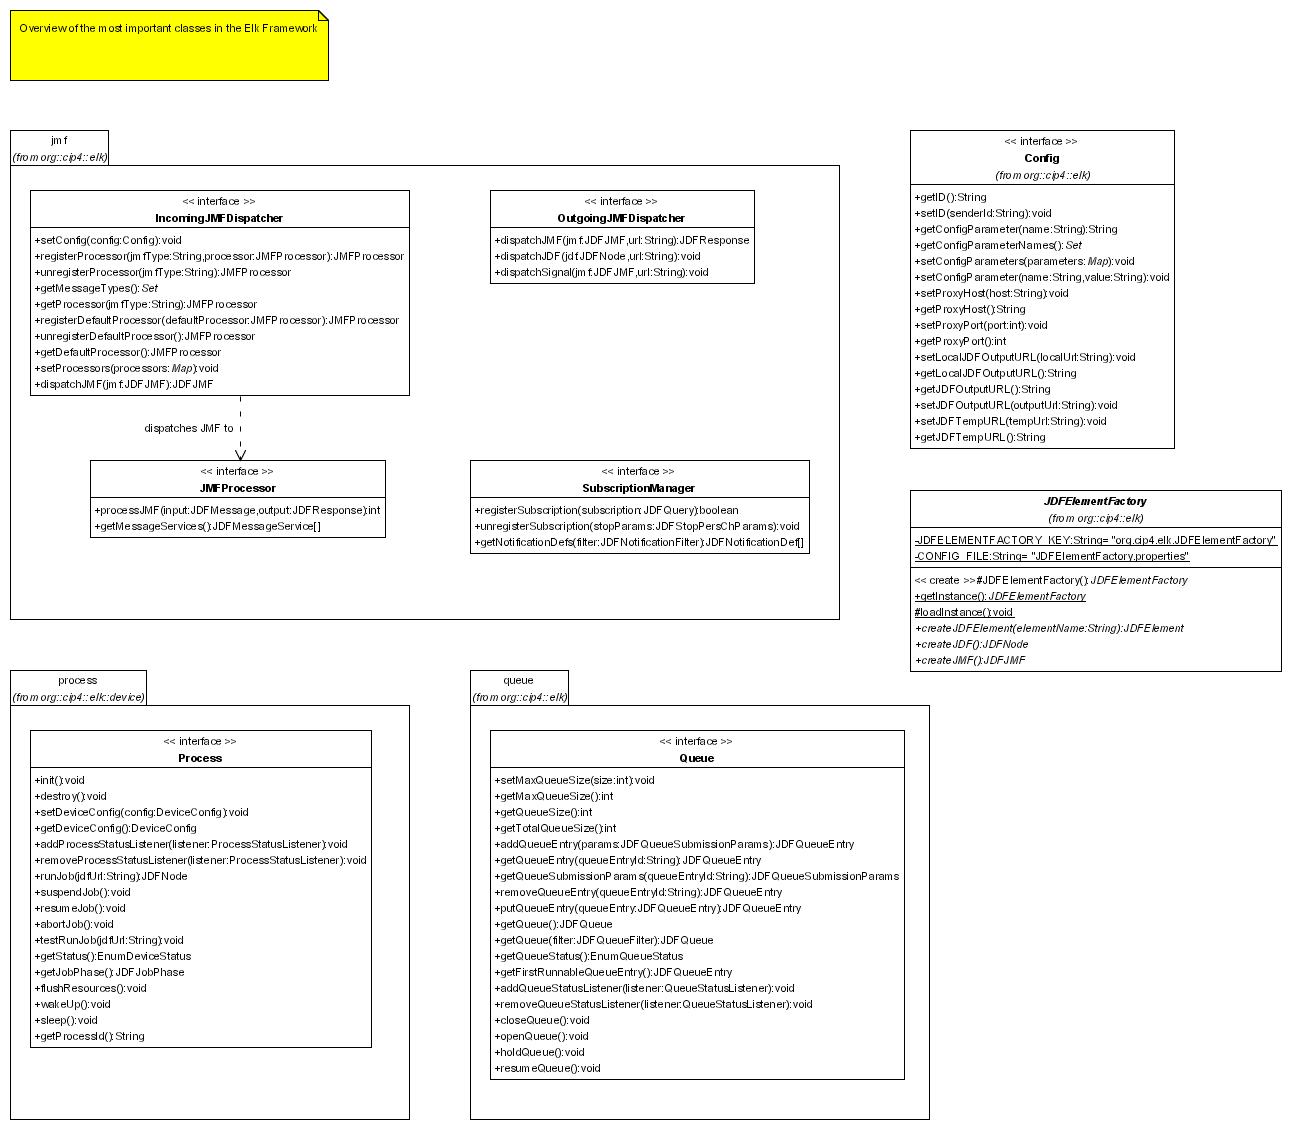 Overview of the most important classes in the Elk Framework
jmf
(from org::cip4::elk)
<< interface >>
IncomingJMFDispatcher
+setConfig(config:Config):void
+registerProcessor(jmfType:String,processor:JMFProcessor):JMFProcessor
+unregisterProcessor(jmfType:String):JMFProcessor
+getMessageTypes():Set
+getProcessor(jmfType:String):JMFProcessor
+registerDefaultProcessor(defaultProcessor:JMFProcessor):JMFProcessor
+unregisterDefaultProcessor():JMFProcessor
+getDefaultProcessor():JMFProcessor
+setProcessors(processors:Map):void
+dispatchJMF(jmf:JDFJMF):JDFJMF
<< interface >>
OutgoingJMFDispatcher
+dispatchJMF(jmf:JDFJMF,url:String):JDFResponse
+dispatchJDF(jdf:JDFNode,url:String):void
+dispatchSignal(jmf:JDFJMF,url:String):void
dispatches JMF to
<< interface >>
JMFProcessor
+processJMF(input:JDFMessage,output:JDFResponse):int
+getMessageServices():JDFMessageService[]
<< interface >>
SubscriptionManager
+registerSubscription(subscription:JDFQuery):boolean
+unregisterSubscription(stopParams:JDFStopPersChParams):void
+getNotificationDefs(filter:JDFNotificationFilter):JDFNotificationDef[]
<< interface >>
Config
(from org::cip4::elk)
+getID():String
+setID(senderId:String):void
+getConfigParameter(name:String):String
+getConfigParameterNames():Set
+setConfigParameters(parameters:Map):void
+setConfigParameter(name:String,value:String):void
+setProxyHost(host:String):void
+getProxyHost():String
+setProxyPort(port:int):void
+getProxyPort():int
+setLocalJDFOutputURL(localUrl:String):void
+getLocalJDFOutputURL():String
+getJDFOutputURL():String
+setJDFOutputURL(outputUrl:String):void
+setJDFTempURL(tempUrl:String):void
+getJDFTempURL():String
JDFElementFactory
(from org::cip4::elk)
-JDFELEMENTFACTORY_KEY:String= "org.cip4.elk.JDFElementFactory"
-CONFIG_FILE:String= "JDFElementFactory.properties"
<< create >>#JDFElementFactory():JDFElementFactory
+getInstance():JDFElementFactory
#loadInstance():void
+createJDFElement(elementName:String):JDFElement
+createJDF():JDFNode
+createJMF():JDFJMF
process
(from org::cip4::elk::device)
<< interface >>
Process
+init():void
+destroy():void
+setDeviceConfig(config:DeviceConfig):void
+getDeviceConfig():DeviceConfig
+addProcessStatusListener(listener:ProcessStatusListener):void
+removeProcessStatusListener(listener:ProcessStatusListener):void
+runJob(jdfUrl:String):JDFNode
+suspendJob():void
+resumeJob():void
+abortJob():void
+testRunJob(jdfUrl:String):void
+getStatus():EnumDeviceStatus
+getJobPhase():JDFJobPhase
+flushResources():void
+wakeUp():void
+sleep():void
+getProcessId():String
queue
(from org::cip4::elk)
<< interface >>
Queue
+setMaxQueueSize(size:int):void
+getMaxQueueSize():int
+getQueueSize():int
+getTotalQueueSize():int
+addQueueEntry(params:JDFQueueSubmissionParams):JDFQueueEntry
+getQueueEntry(queueEntryId:String):JDFQueueEntry
+getQueueSubmissionParams(queueEntryId:String):JDFQueueSubmissionParams
+removeQueueEntry(queueEntryId:String):JDFQueueEntry
+putQueueEntry(queueEntry:JDFQueueEntry):JDFQueueEntry
+getQueue():JDFQueue
+getQueue(filter:JDFQueueFilter):JDFQueue
+getQueueStatus():EnumQueueStatus
+getFirstRunnableQueueEntry():JDFQueueEntry
+addQueueStatusListener(listener:QueueStatusListener):void
+removeQueueStatusListener(listener:QueueStatusListener):void
+closeQueue():void
+openQueue():void
+holdQueue():void
+resumeQueue():void